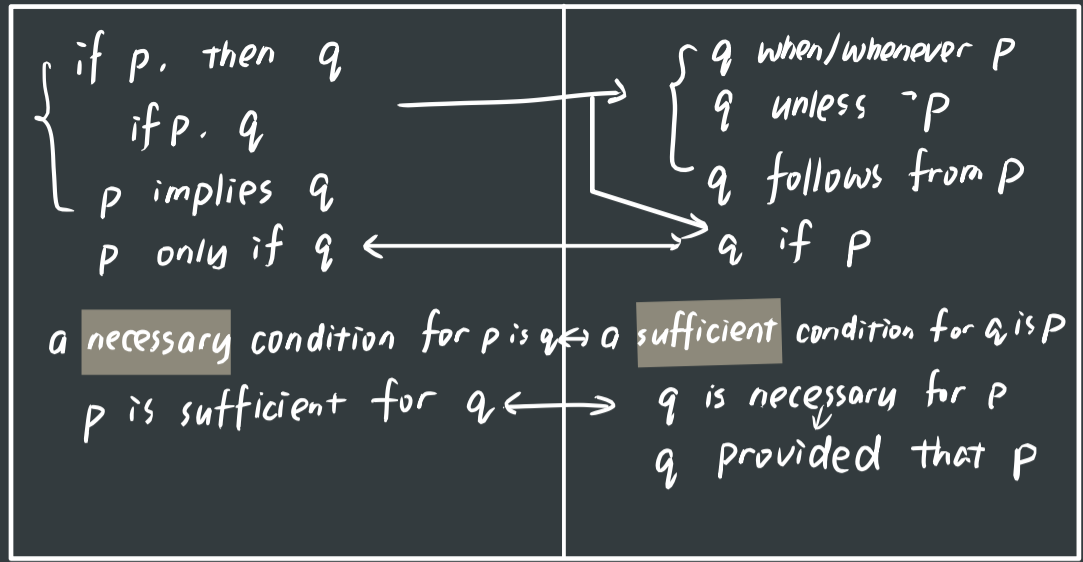 if p, then q
if p, q
p implies q
p only if q
a necessary condition for p is q
p is sufficient for q
q when/whenever p
q unless ¬p
q follows from p
q if p
a sufficient condition for q is p
q is necessary for p
q provided that p